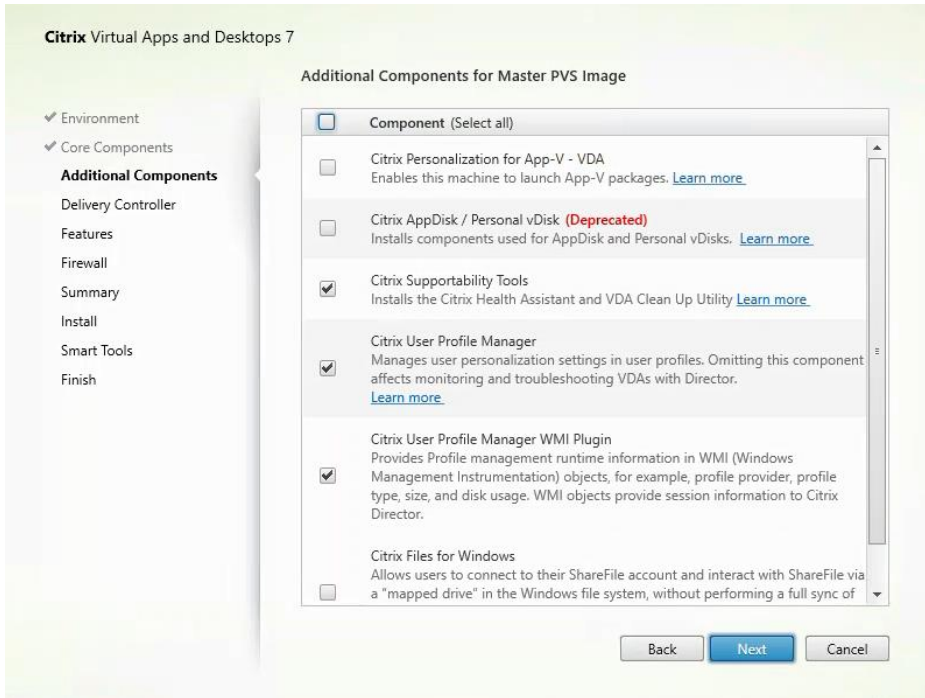 Citrix Virtual Apps and Desktops 7
Additional Components for Master PVS Image
Environment
Core Components
Additional Components
Delivery Controller
Features
Firewall
Summary
Install
Smart Tools
Finish
Component (Select all)
Citrix Personalization for App-V - VDA
Enables this machine to launch App-V packages. Learn more
Citrix AppDisk / Personal vDisk (Deprecated)
Installs components used for AppDisk and Personal vDisks. Learn more
Citrix Supportability Tools
Installs the Citrix Health Assistant and VDA Clean Up Utility Learn more
Citrix User Profile Manager
Manages user personalization settings in user profiles. Omitting this component
affects monitoring and troubleshooting VDAs with Director.
Learn more
Citrix User Profile Manager WMI Plugin
Provides Profile management runtime information in WMI (Windows
Management Instrumentation) objects, for example, profile provider, profile
type, size, and disk usage. WMI objects provide session information to Citrix
Director.
Citrix Files for Windows
Allows users to connect to their ShareFile account and interact with ShareFile via
a "mapped drive" in the Windows file system, without performing a full sync of
Back
Next
Cancel